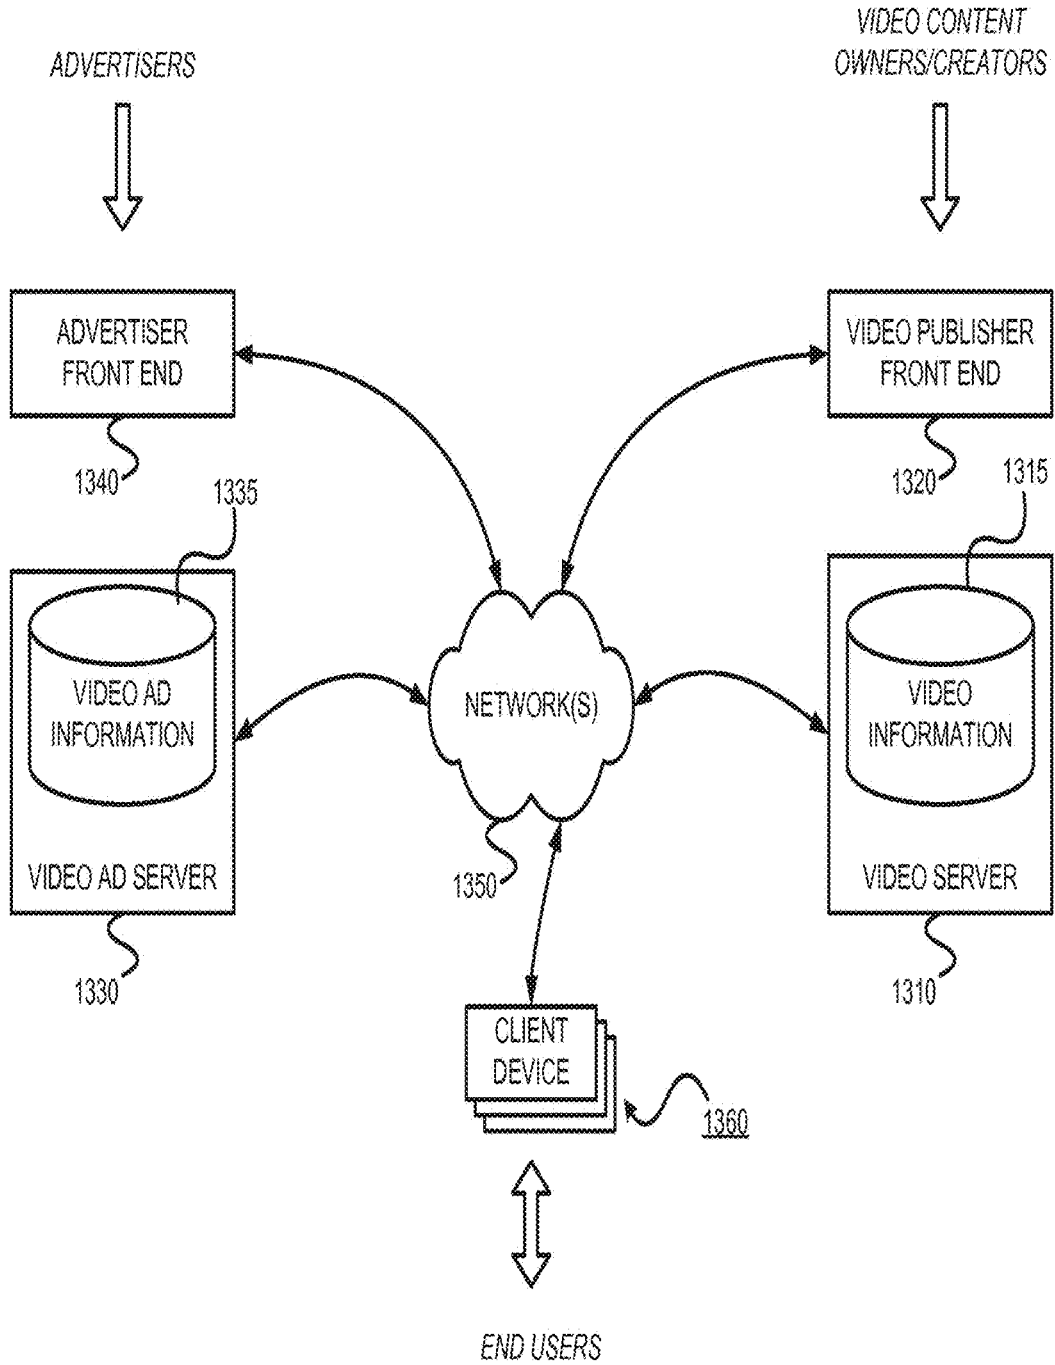 ADVERTISERS
VIDEO CONTENT
OWNERS/CREATORS
ADVERTISER
FRONT END
1340
VIDEO PUBLISHER
FRONT END
1320
1335
VIDEO AD
INFORMATION
VIDEO AD SERVER
1330
NETWORK(S)
1350
1315
VIDEO
INFORMATION
VIDEO SERVER
1310
CLIENT
DEVICE
1360
END USERS